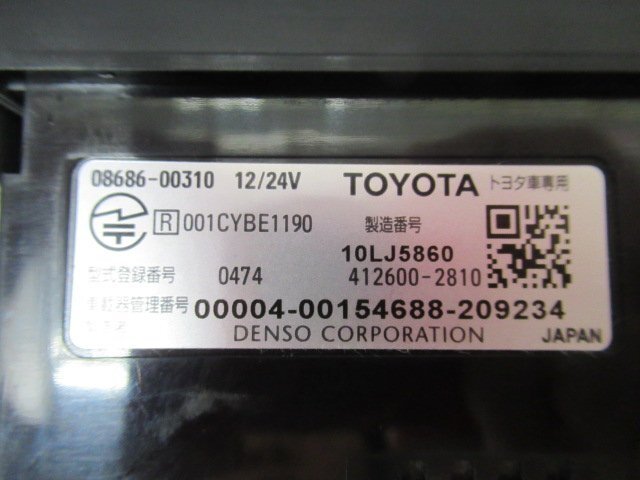 08686-00310 12/24V TOYOTA トヨタ車専用
R 001CYBE1190 製造番号
10LJ5860
型式登録番号 0474 412600-2810
車載器管理番号 00004-00154688-209234
DENSO CORPORATION JAPAN